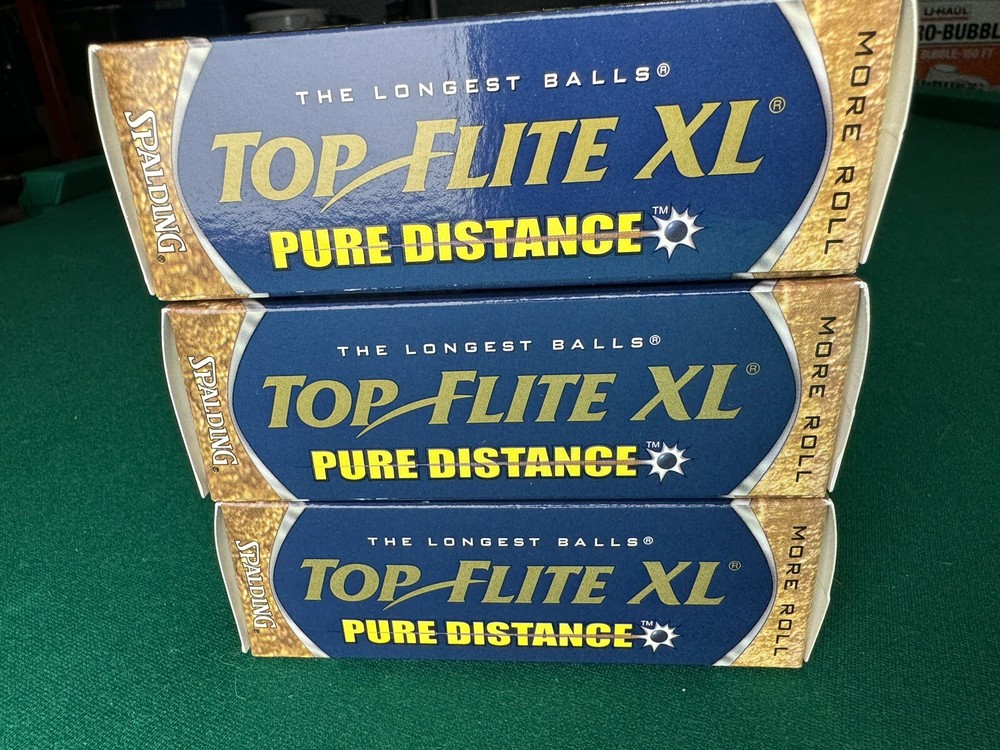 THE LONGEST BALLS®
TOP-FLITE XL®
PURE DISTANCE™
SPALDING®
MORE ROLL
THE LONGEST BALLS®
TOP-FLITE XL®
PURE DISTANCE™
SPALDING®
MORE ROLL
THE LONGEST BALLS®
TOP-FLITE XL®
PURE DISTANCE™
SPALDING®
MORE ROLL
U-HAUL